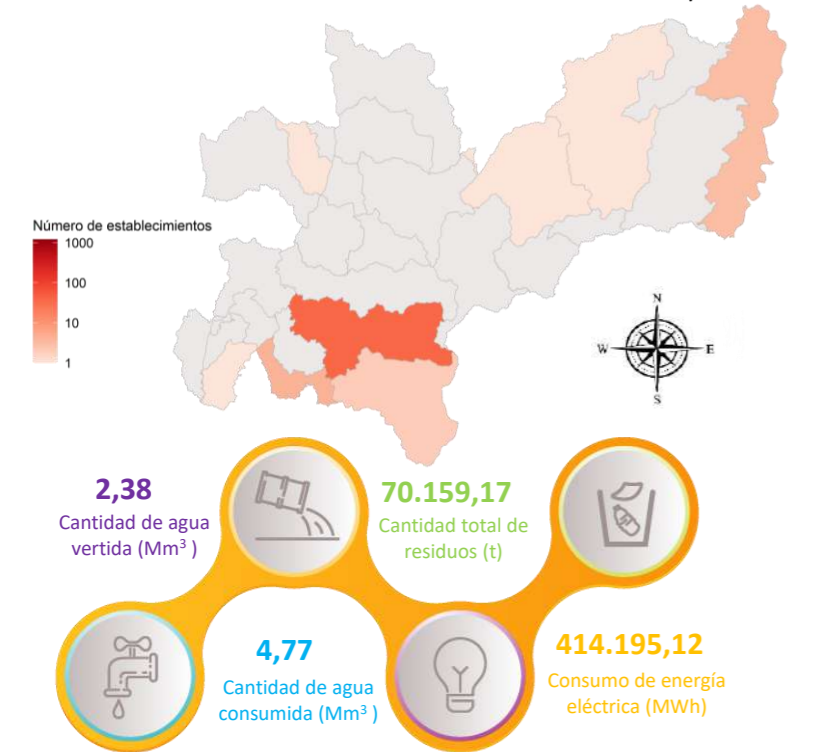 Número de establecimientos
1000
100
10
1
N
W
E
S
2,38
Cantidad de agua
vertida (Mm³ )
70.159,17
Cantidad total de
residuos (t)
4,77
Cantidad de agua
consumida (Mm³ )
414.195,12
Consumo de energía
eléctrica (MWh)